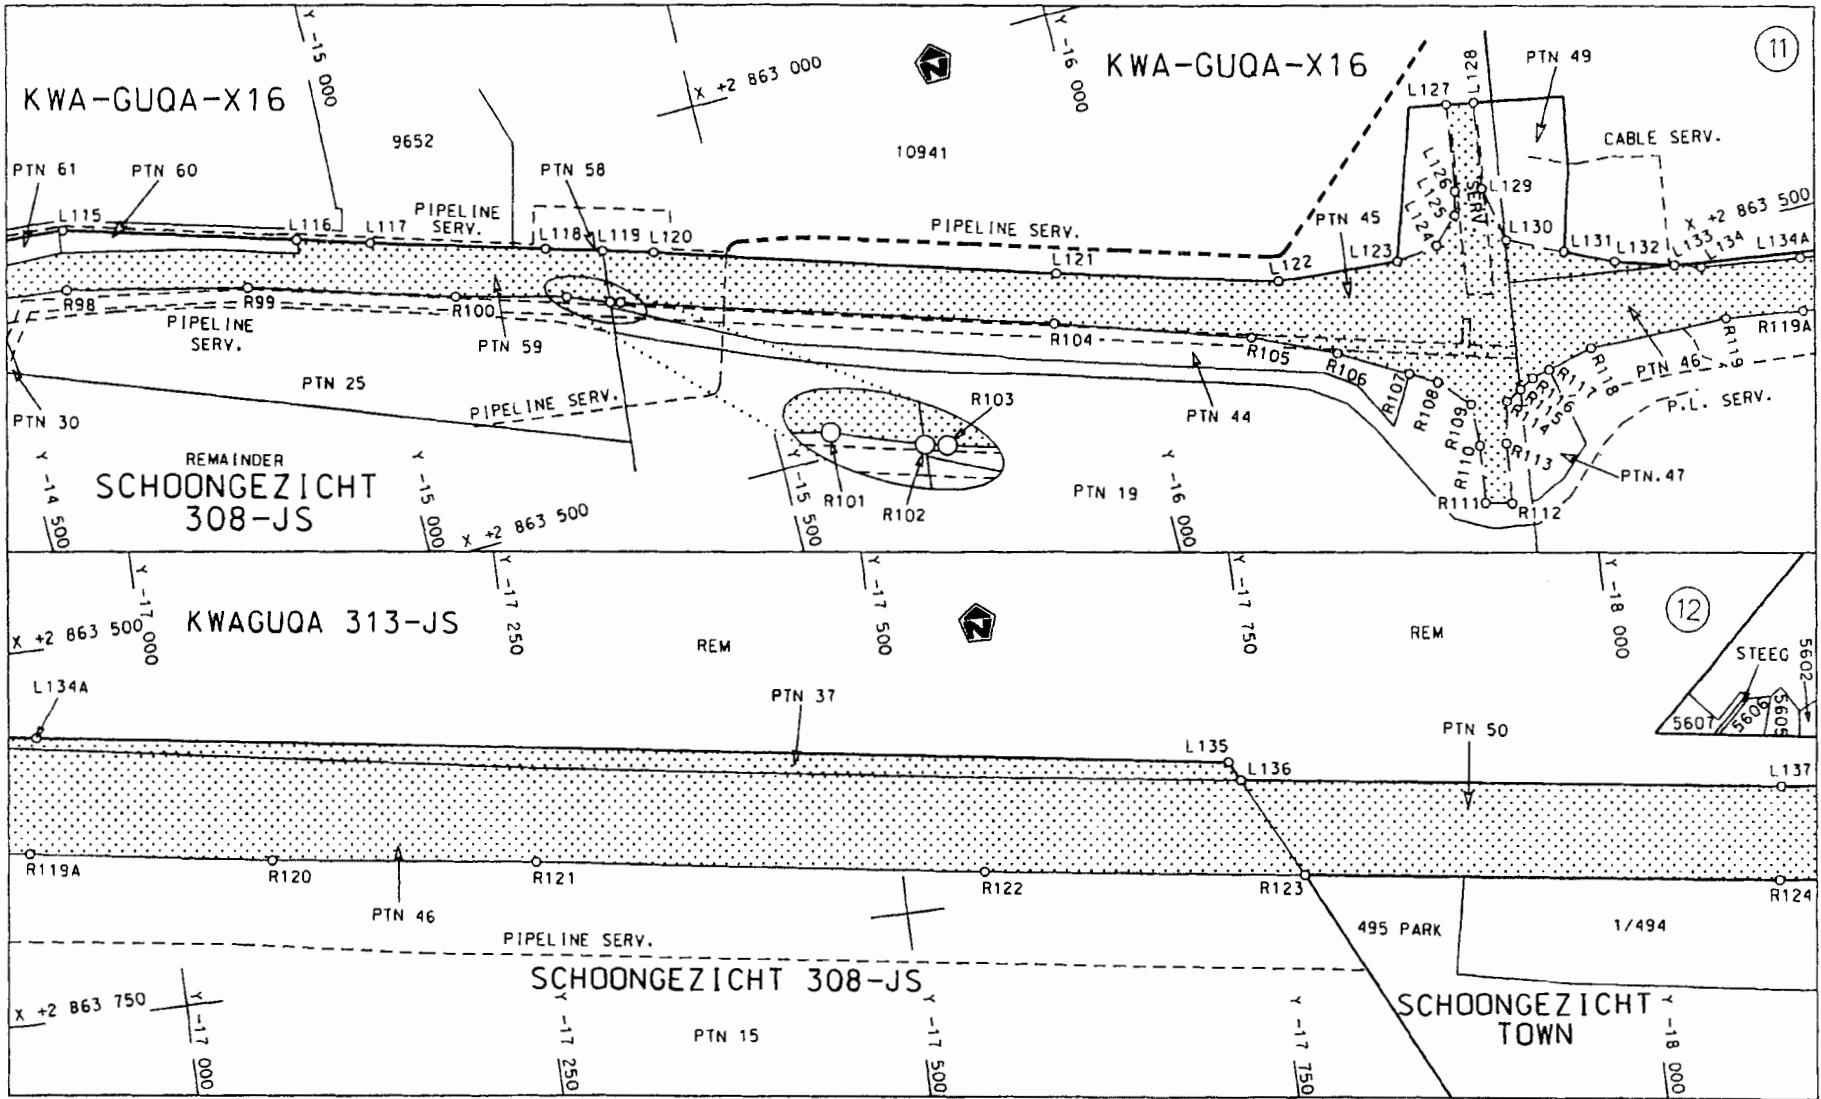 Y -15 000
Y -16 000
KWA-GUQA-X16
X +2 863 000
KWA-GUQA-X16
PTN 49
11
L127
L128
9652
10941
CABLE SERV.
PTN 61
PTN 60
PTN 58
L126
SERV
L129
L125
L115
L116
L117
PIPELINE
SERV.
L118
L119
L120
PIPELINE SERV.
PTN 45
L124
L130
X +2 863 500
L121
L122
L123
L131
L132
L133
L134
L134A
R98
R99
R100
R104
R105
R106
R107
R108
R109
R110
R111
R112
R113
R114
R115
R116
R117
R118
R119
R119A
PIPELINE
SERV.
PTN 59
PTN 25
PTN 30
PIPELINE SERV.
PTN 44
PTN 46
P.L. SERV.
PTN.47
R103
R101
R102
PTN 19
REMAINDER
SCHOONGEZICHT
308-JS
Y -14 500
Y -15 000
X +2 863 500
Y -15 500
Y -16 000
Y -17 000
Y -17 250
Y -17 500
Y -17 750
Y -18 000
X +2 863 500
KWAGUQA 313-JS
REM
REM
12
STEEG
5602
5607
5606
5605
L134A
PTN 37
PTN 50
L135
L136
L137
R119A
R120
R121
R122
R123
R124
PTN 46
495 PARK
1/494
PIPELINE SERV.
SCHOONGEZICHT 308-JS
SCHOONGEZICHT
TOWN
X +2 863 750
PTN 15
Y -17 000
Y -17 250
Y -17 500
Y -17 750
Y -18 000